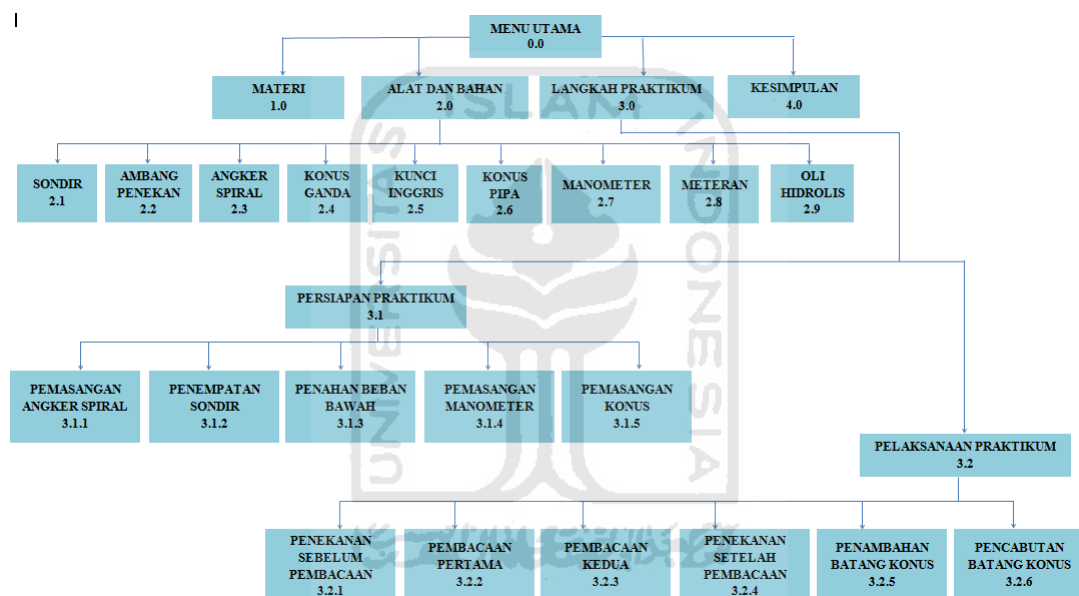 MENU UTAMA
0.0
MATERI
1.0
ALAT DAN BAHAN
2.0
LANGKAH PRAKTIKUM
3.0
KESIMPULAN
4.0
SONDIR
2.1
AMBANG
PENEKAN
2.2
ANGKER
SPIRAL
2.3
KONUS
GANDA
2.4
KUNCI
INGGRIS
2.5
KONUS
PIPA
2.6
MANOMETER
2.7
METERAN
2.8
OLI
HIDROLIS
2.9
PERSIAPAN PRAKTIKUM
3.1
PEMASANGAN
ANGKER SPIRAL
3.1.1
PENEMPATAN
SONDIR
3.1.2
PENAHAN BEBAN
BAWAH
3.1.3
PEMASANGAN
MANOMETER
3.1.4
PEMASANGAN
KONUS
3.1.5
PELAKSANAAN PRAKTIKUM
3.2
PENEKANAN
SEBELUM
PEMBACAAN
3.2.1
PEMBACAAN
PERTAMA
3.2.2
PEMBACAAN
KEDUA
3.2.3
PENEKANAN
SETELAH
PEMBACAAN
3.2.4
PENAMBAHAN
BATANG KONUS
3.2.5
PENCABUTAN
BATANG KONUS
3.2.6
UNIVERSITAS
ISLAM
INDONESIA